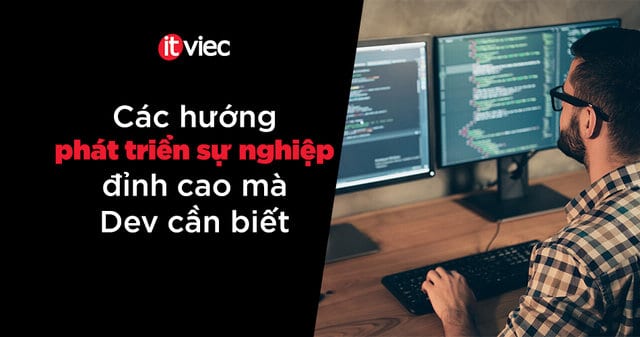 itviec
Các hướng
phát triển sự nghiệp
đỉnh cao mà
Dev cần biết